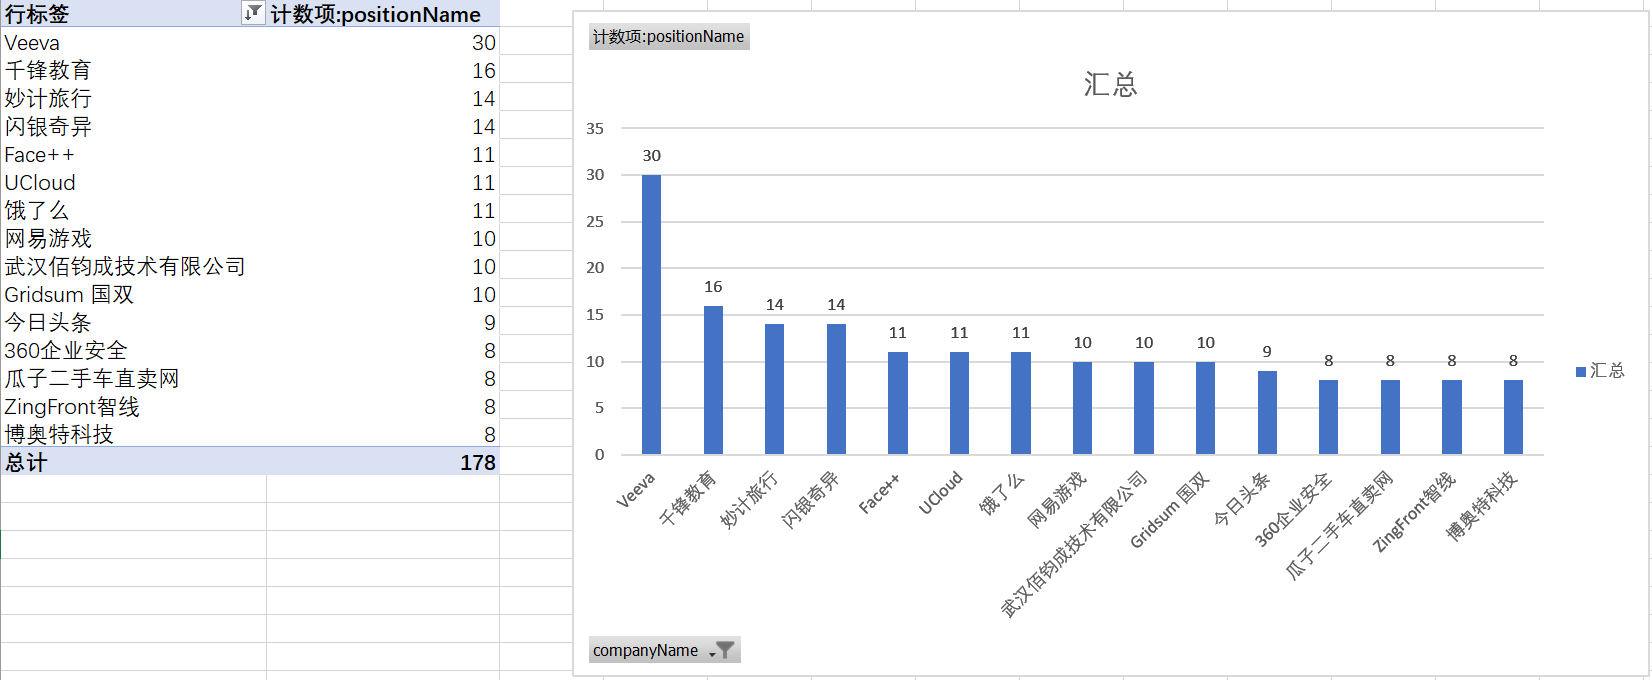 行标签 计数项:positionName
Veeva 30
千锋教育 16
妙计旅行 14
闪银奇异 14
Face++ 11
UCloud 11
饿了么 11
网易游戏 10
武汉佰钧成技术有限公司 10
Gridsum 国双 10
今日头条 9
360企业安全 8
瓜子二手车直卖网 8
ZingFront智线 8
博奥特科技 8
总计 178
计数项:positionName
汇总
35
30
25
20
15
10
5
0
30 16 14 14 11 11 11 10 10 10 9 8 8 8 8
Veeva
千锋教育
妙计旅行
闪银奇异
Face++
UCloud
饿了么
网易游戏
武汉佰钧成技术有限公司
Gridsum 国双
今日头条
360企业安全
瓜子二手车直卖网
ZingFront智线
博奥特科技
汇总
companyName